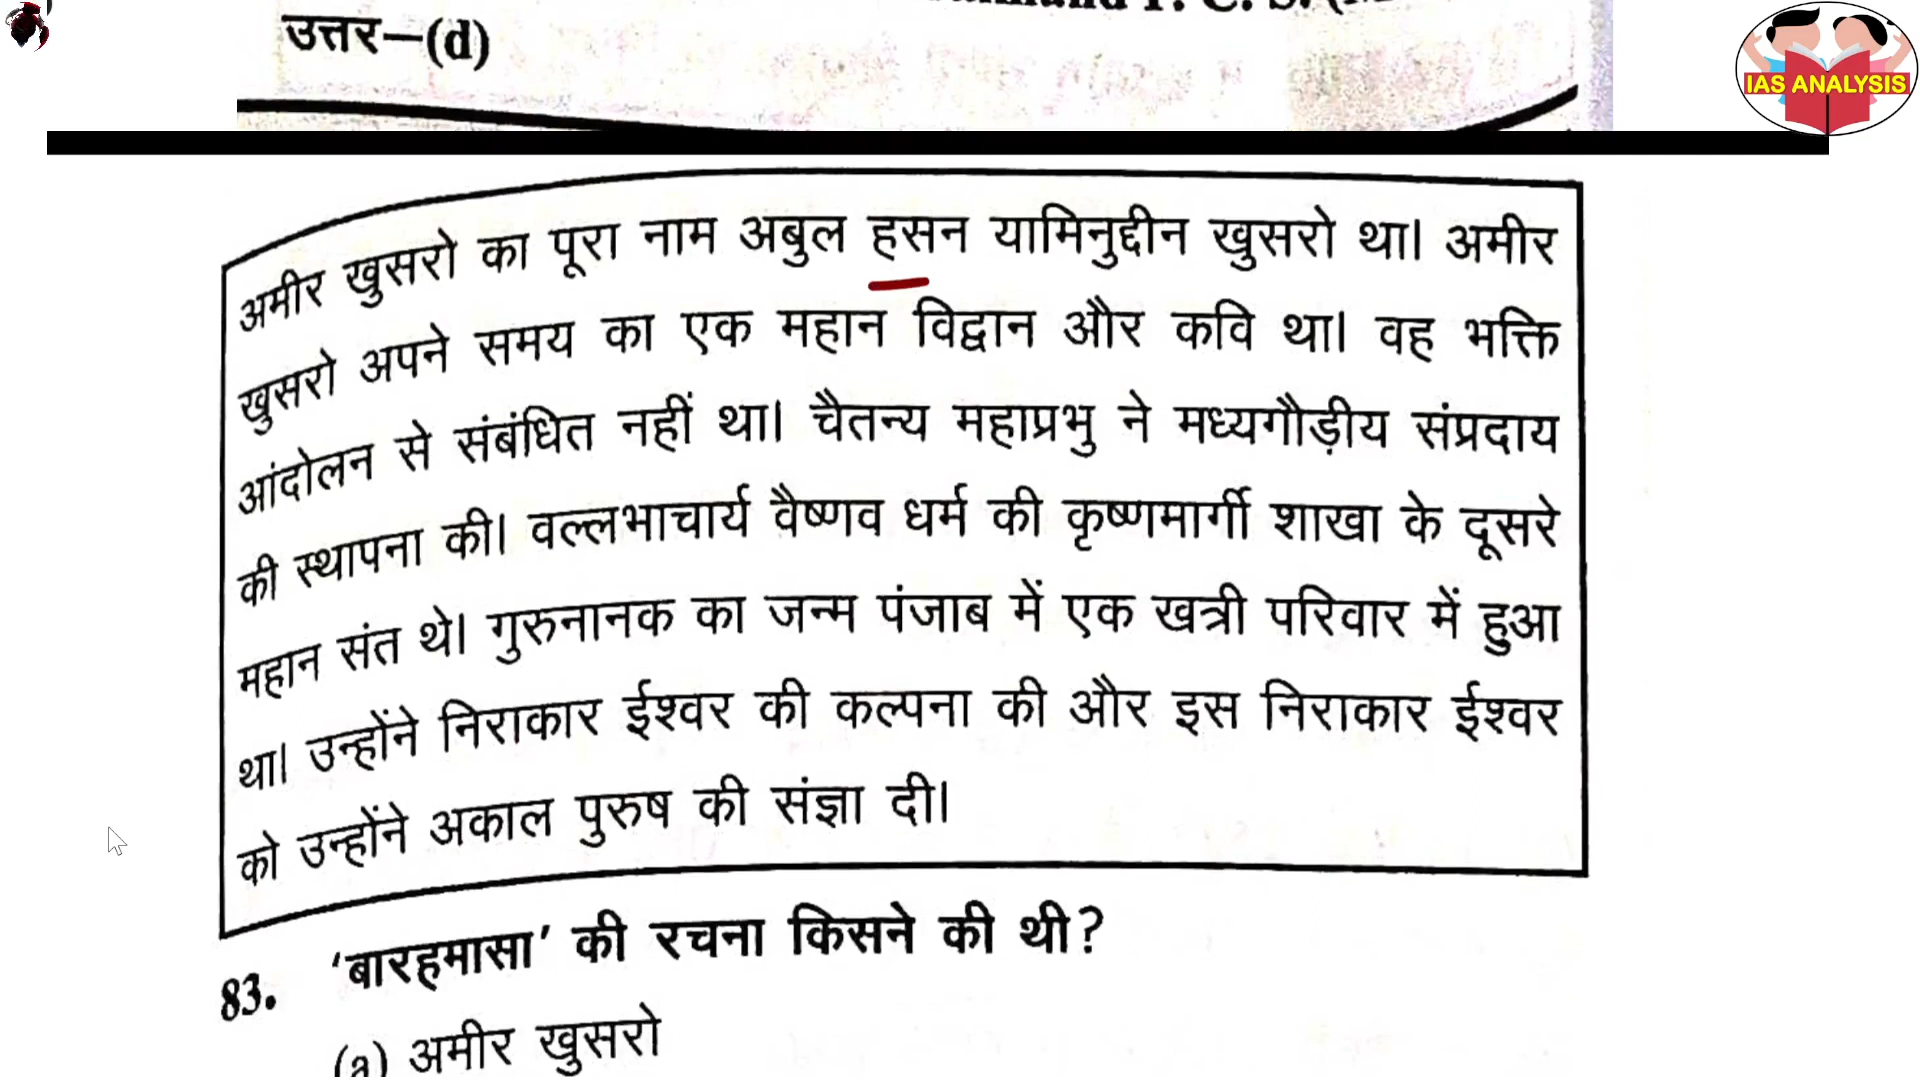 उत्तर—(d)
IAS ANALYSIS
अमीर खुसरो का पूरा नाम अबुल हसन यामिनुद्दीन खुसरो था। अमीर
खुसरो अपने समय का एक महान विद्वान और कवि था। वह भक्ति
आंदोलन से संबंधित नहीं था। चैतन्य महाप्रभु ने मध्यगौड़ीय संप्रदाय
की स्थापना की। वल्लभाचार्य वैष्णव धर्म की कृष्णमार्गी शाखा के दूसरे
महान संत थे। गुरुनानक का जन्म पंजाब में एक खत्री परिवार में हुआ
था। उन्होंने निराकार ईश्वर की कल्पना की और इस निराकार ईश्वर
को उन्होंने अकाल पुरुष की संज्ञा दी।
83. ‘बारहमासा’ की रचना किसने की थी?
(a) अमीर खुसरो